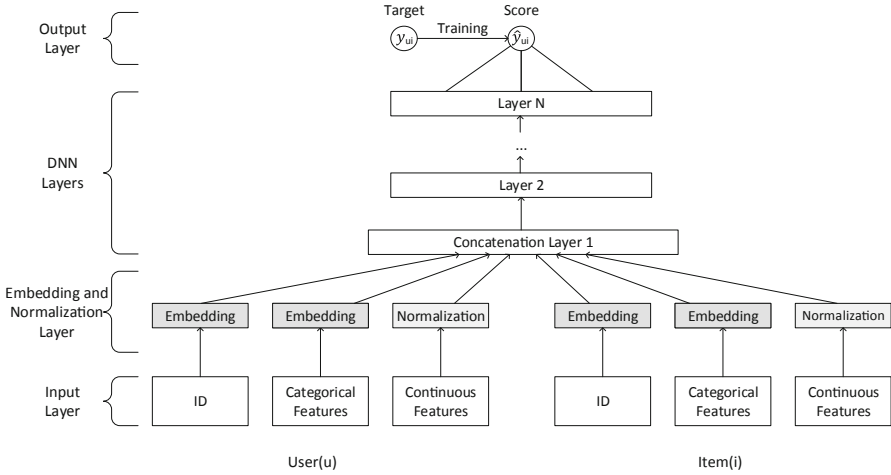 Target
Score
Output
Layer
y_ui
Training
ŷ_ui
Layer N
...
DNN
Layers
Layer 2
Concatenation Layer 1
Embedding and
Normalization
Layer
Embedding
Embedding
Normalization
Embedding
Embedding
Normalization
Input
Layer
ID
Categorical
Features
Continuous
Features
ID
Categorical
Features
Continuous
Features
User(u)
Item(i)